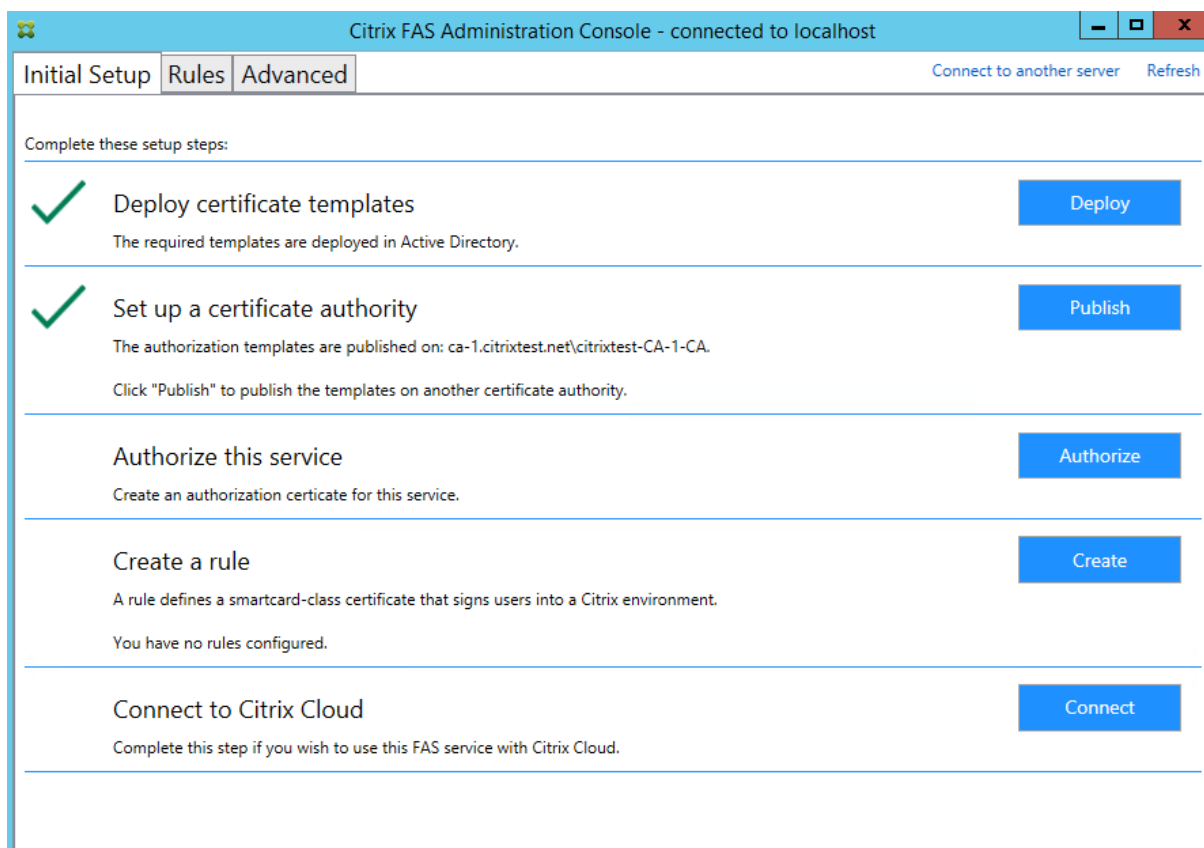 Citrix FAS Administration Console - connected to localhost
Initial Setup Rules Advanced Connect to another server Refresh
Complete these setup steps:
Deploy certificate templates
Deploy
The required templates are deployed in Active Directory.
Set up a certificate authority
Publish
The authorization templates are published on: ca-1.citrixtest.net\citrixtest-CA-1-CA.
Click "Publish" to publish the templates on another certificate authority.
Authorize this service
Authorize
Create an authorization certicate for this service.
Create a rule
Create
A rule defines a smartcard-class certificate that signs users into a Citrix environment.
You have no rules configured.
Connect to Citrix Cloud
Connect
Complete this step if you wish to use this FAS service with Citrix Cloud.